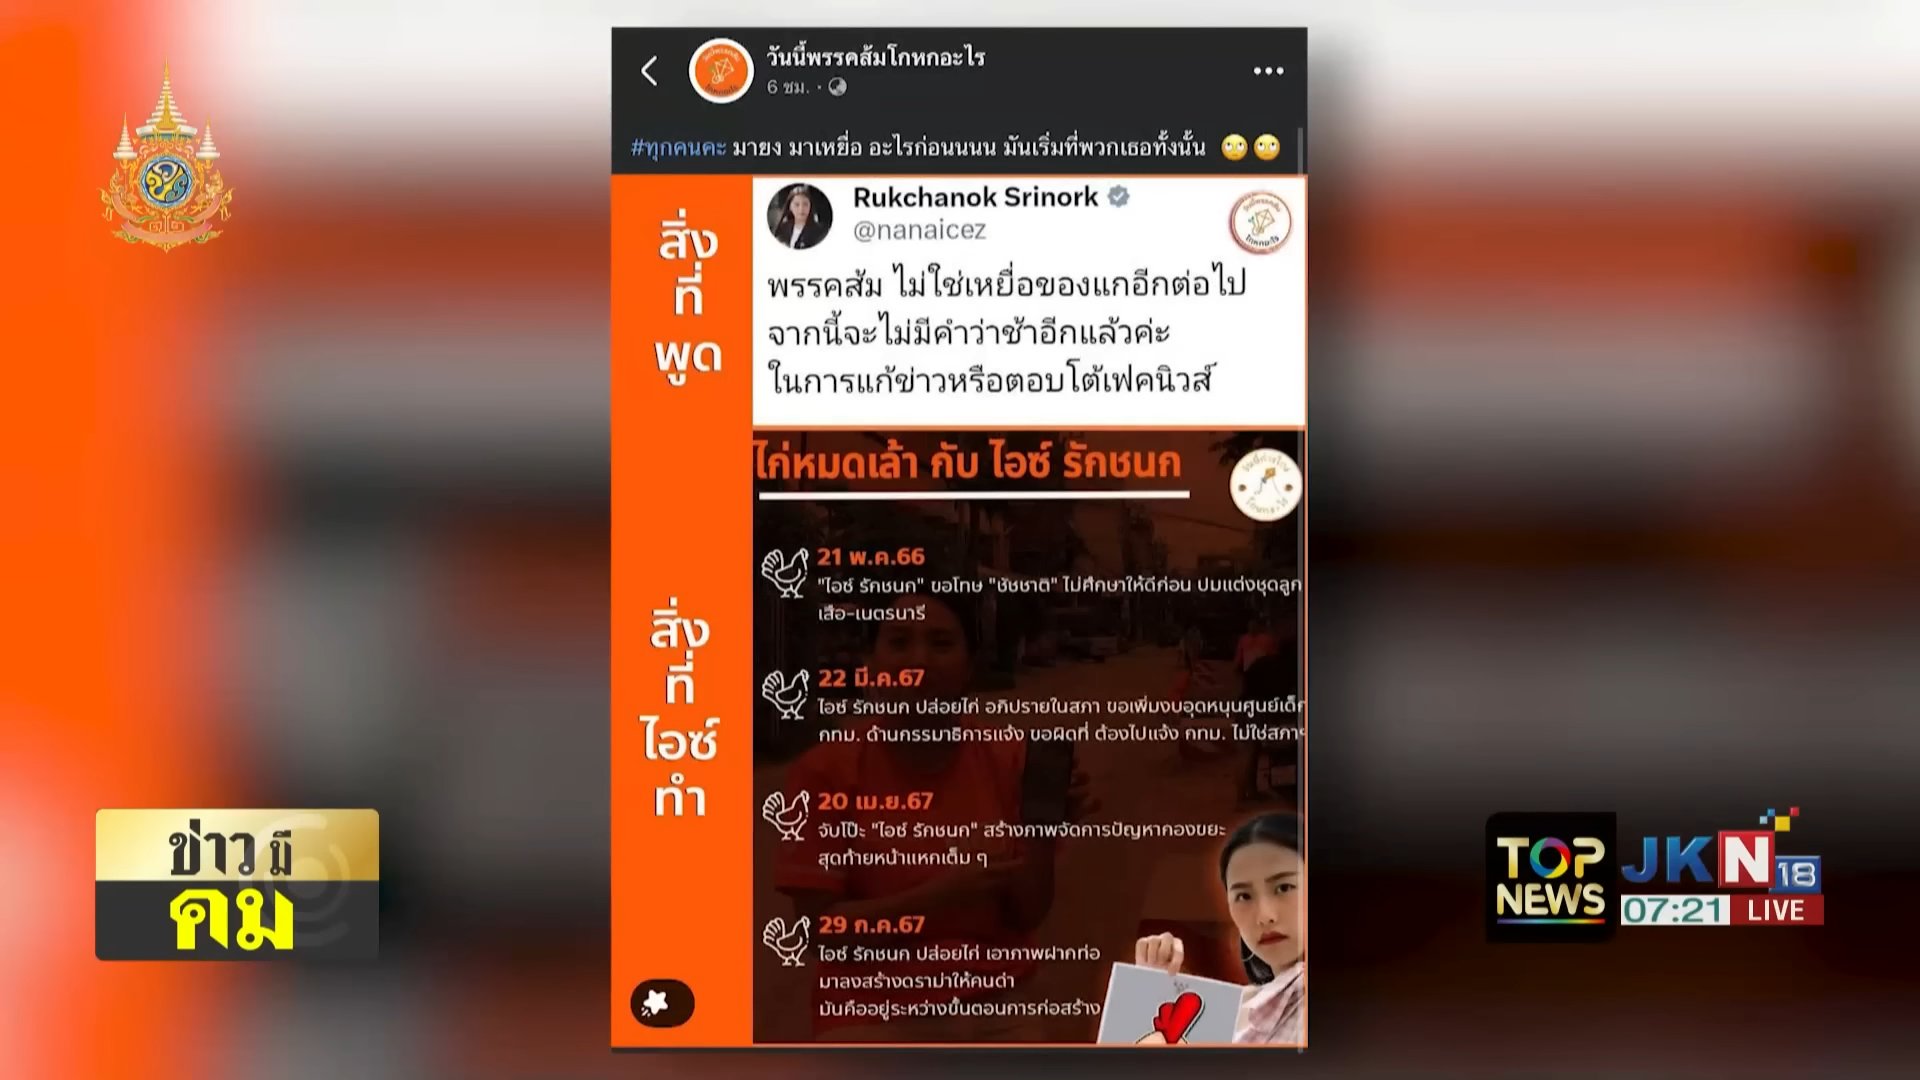 วันนี้พรรคส้มโกหกอะไร
6 ชม.
#ทุกคนคะ มายง มาเหยื่อ อะไรก่อนนนน มันเริ่มที่พวกเธอทั้งนั้น 🙄🙄
สิ่ง
ที่
พูด
Rukchanok Srinork
@nanaicez
พรรคส้ม ไม่ใช่เหยื่อของแกอีกต่อไป
จากนี้จะไม่มีคำว่าช้าอีกแล้วค่ะ
ในการแก้ข่าวหรือตอบโต้เฟคนิวส์
สิ่ง
ที่
ไอซ์
ทำ
ไก่หมดเล้า กับ ไอซ์ รักชนก
21 พ.ค.66
"ไอซ์ รักชนก" ขอโทษ "ชัชชาติ" ไม่ศึกษาให้ดีก่อน ปมแต่งชุดลูก
เสือ-เนตรนารี
22 มี.ค.67
ไอซ์ รักชนก ปล่อยไก่ อภิปรายในสภา ขอเพิ่มงบอุดหนุนศูนย์เด็ก
กทม. ด้านกรรมาธิการแจ้ง ขอผิดที่ ต้องไปแจ้ง กทม. ไม่ใช่สภาฯ
20 เม.ย.67
จับโป๊ะ "ไอซ์ รักชนก" สร้างภาพจัดการปัญหากองขยะ
สุดท้ายหน้าแหกเต็ม ๆ
29 ก.ค.67
ไอซ์ รักชนก ปล่อยไก่ เอาภาพฝากท่อ
มาลงสร้างดราม่าให้คนด่า
มันคืออยู่ระหว่างขั้นตอนการก่อสร้าง
ข่าวมี
คม
TOP
NEWS
JKN18
07:21 LIVE